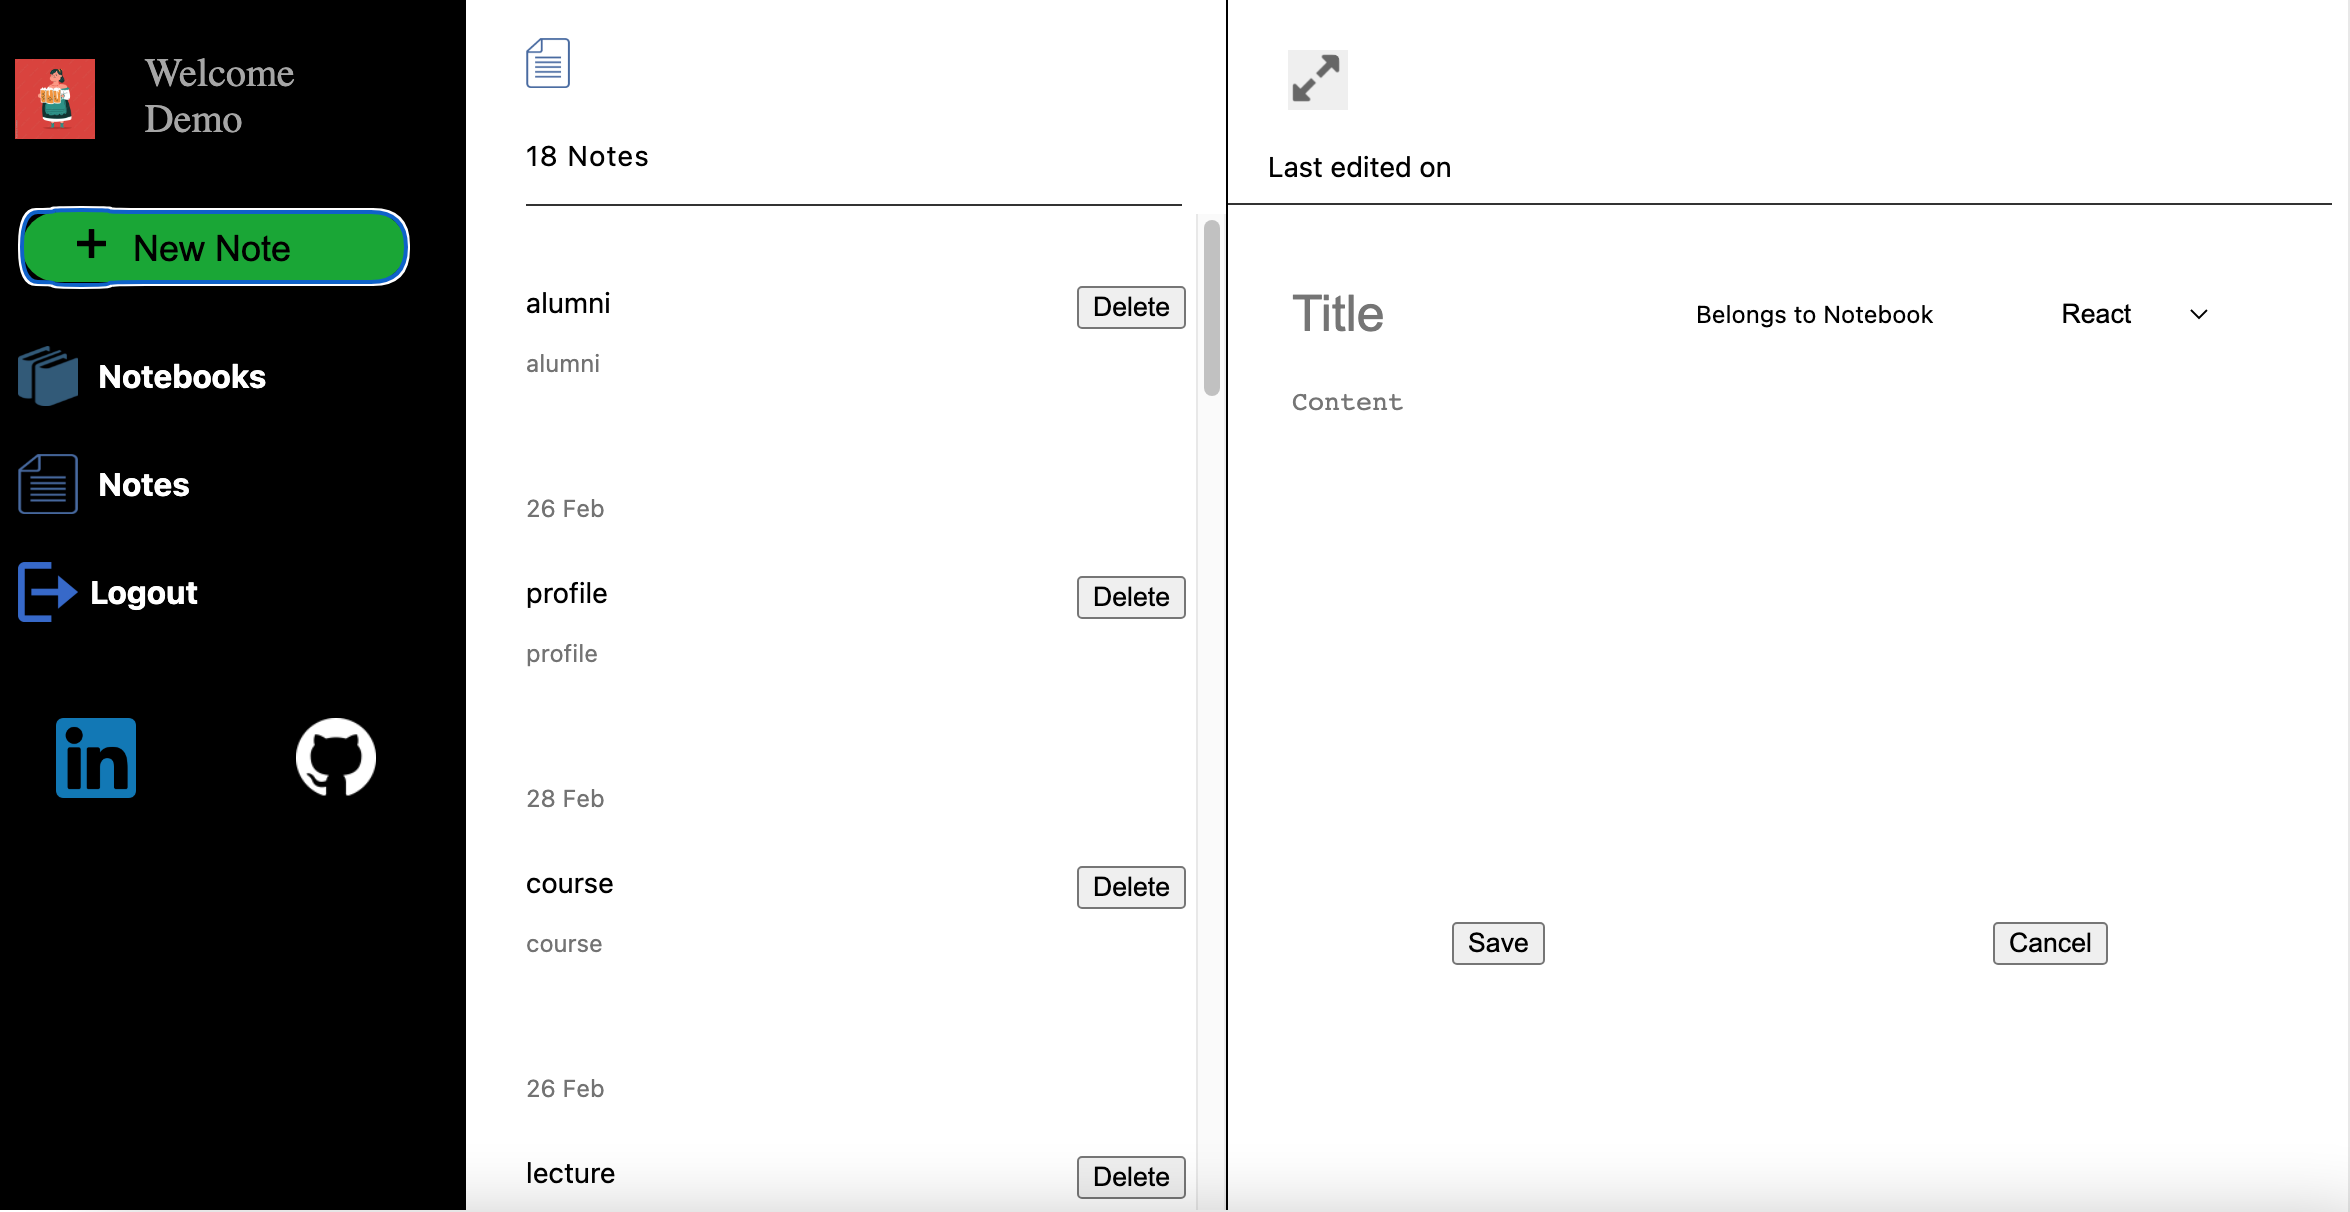 Welcome
Demo
+ New Note
Notebooks
Notes
Logout
in
18 Notes
alumni
Delete
alumni
26 Feb
profile
Delete
profile
28 Feb
course
Delete
course
26 Feb
lecture
Delete
Last edited on
Title
Belongs to Notebook
React
Content
Save
Cancel